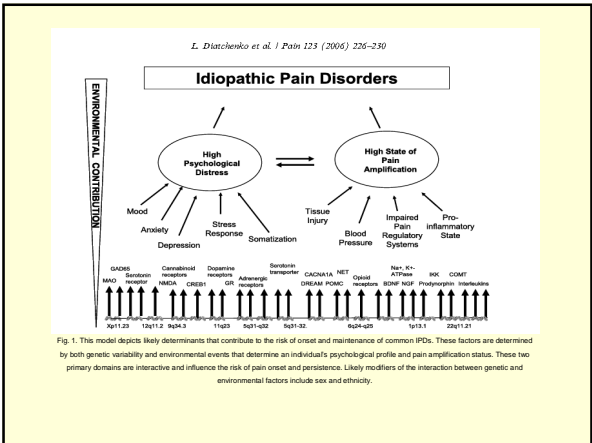 L. Diatchenko et al. / Pain 123 (2006) 226–230
Idiopathic Pain Disorders
ENVIRONMENTAL CONTRIBUTION
High
Psychological
Distress
High State of
Pain
Amplification
Mood
Anxiety
Depression
Stress
Response
Somatization
Tissue
Injury
Blood
Pressure
Impaired
Pain
Regulatory
Systems
Pro-
inflammatory
State
MAO
GAD65
Serotonin
receptor
NMDA
Cannabinoid
receptors
CREB1
Dopamine
receptors
GR
Adrenergic
receptors
Serotonin
transporter
CACNA1A
DREAM
POMC
NET
Opioid
receptors
Na+, K+-
ATPase
BDNF
NGF
IKK
Prodynorphin
COMT
Interleukins
Xp11.23
12q11.2
9q34.3
11q23
5q31-q32
5q31-32.
6q24-q25
1p13.1
22q11.21
Fig. 1. This model depicts likely determinants that contribute to the risk of onset and maintenance of common IPDs. These factors are determined
by both genetic variability and environmental events that determine an individual's psychological profile and pain amplification status. These two
primary domains are interactive and influence the risk of pain onset and persistence. Likely modifiers of the interaction between genetic and
environmental factors include sex and ethnicity.